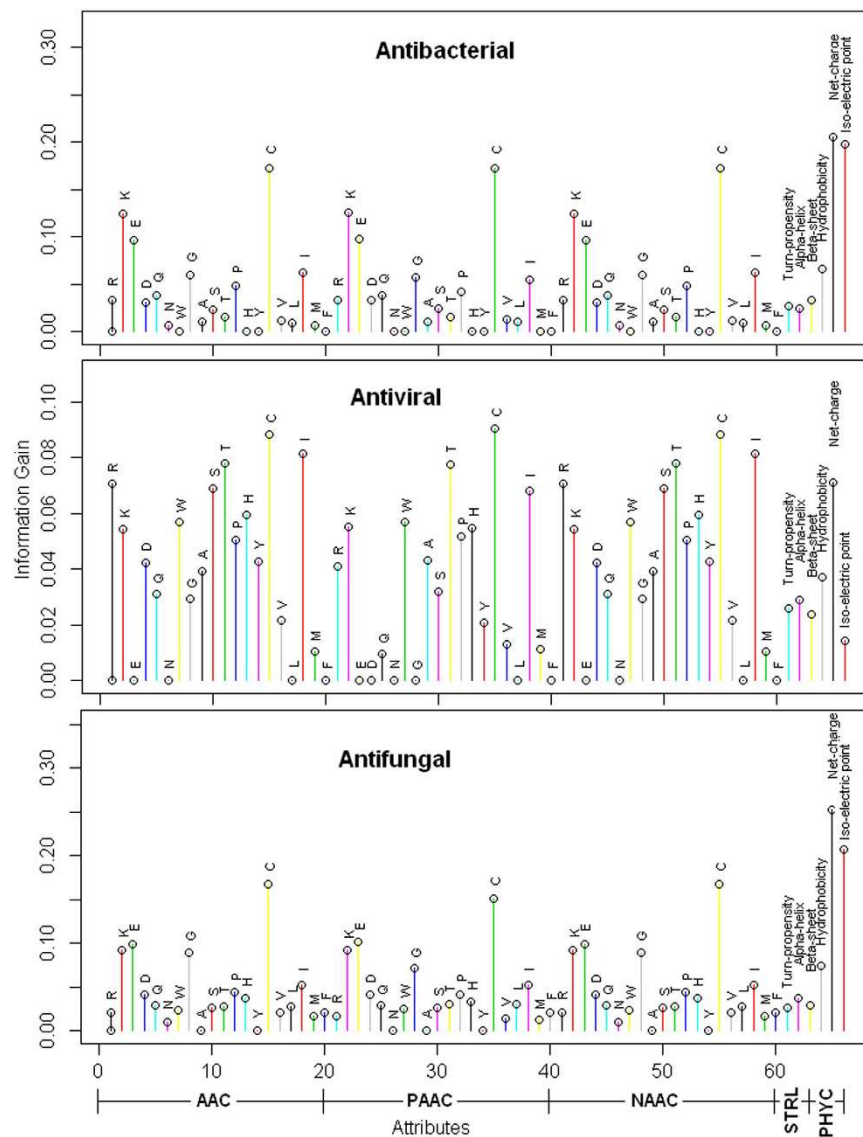 Antibacterial
0.30
0.20
0.10
0.00
R K E D Q N W G A S T P H Y C V L I M F
R K E D Q N W G A S T P H Y C V L I M F
R K E D Q N W G A S T P H Y C V L I M F
Turn-propensity
Alpha-helix
Beta-sheet
Hydrophobicity
Net-charge
Iso-electric point
Information Gain
Antiviral
0.10
0.08
0.06
0.04
0.02
0.00
R K E D Q N W G A S T P H Y C V L I M F
R K E D Q N W G A S T P H Y C V L I M F
R K E D Q N W G A S T P H Y C V L I M F
Turn-propensity
Alpha-helix
Beta-sheet
Hydrophobicity
Net-charge
Iso-electric point
Antifungal
0.30
0.20
0.10
0.00
R K E D Q N W G A S T P H Y C V L I M F
R K E D Q N W G A S T P H Y C V L I M F
R K E D Q N W G A S T P H Y C V L I M F
Turn-propensity
Alpha-helix
Beta-sheet
Hydrophobicity
Net-charge
Iso-electric point
0 10 20 30 40 50 60
AAC PAAC NAAC STRL PHYC
Attributes